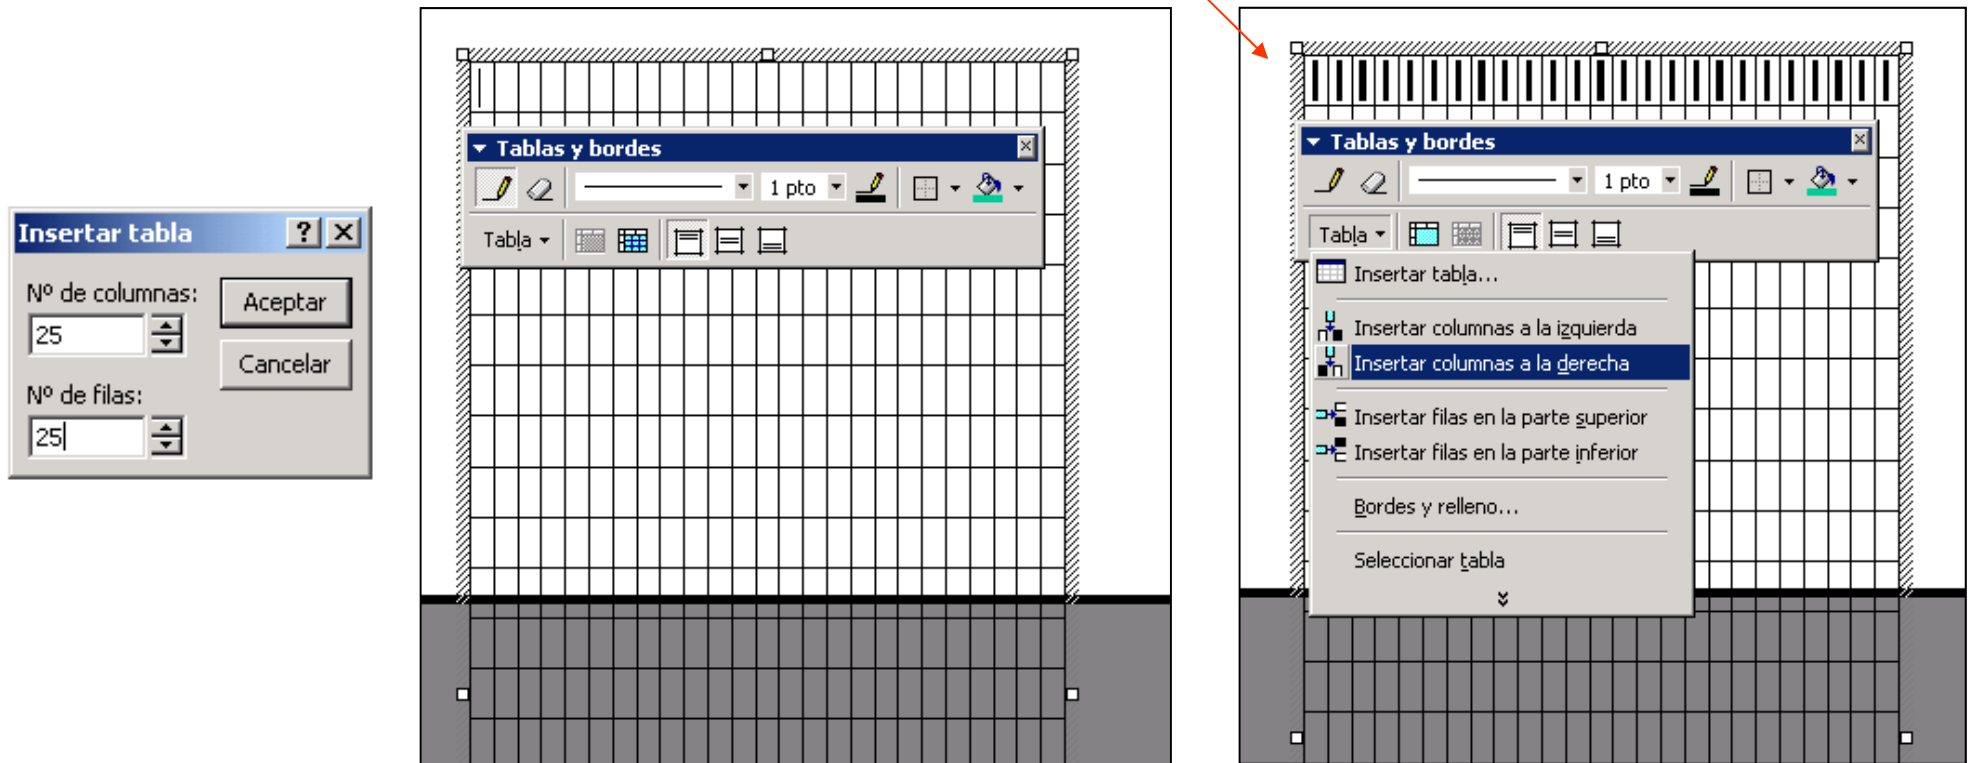 Insertar tabla
Nº de columnas:
25
Aceptar
Cancelar
Nº de filas:
25
Tablas y bordes
1 pto
Tabla
Tablas y bordes
1 pto
Tabla
Insertar tabla...
Insertar columnas a la izquierda
Insertar columnas a la derecha
Insertar filas en la parte superior
Insertar filas en la parte inferior
Bordes y relleno...
Seleccionar tabla